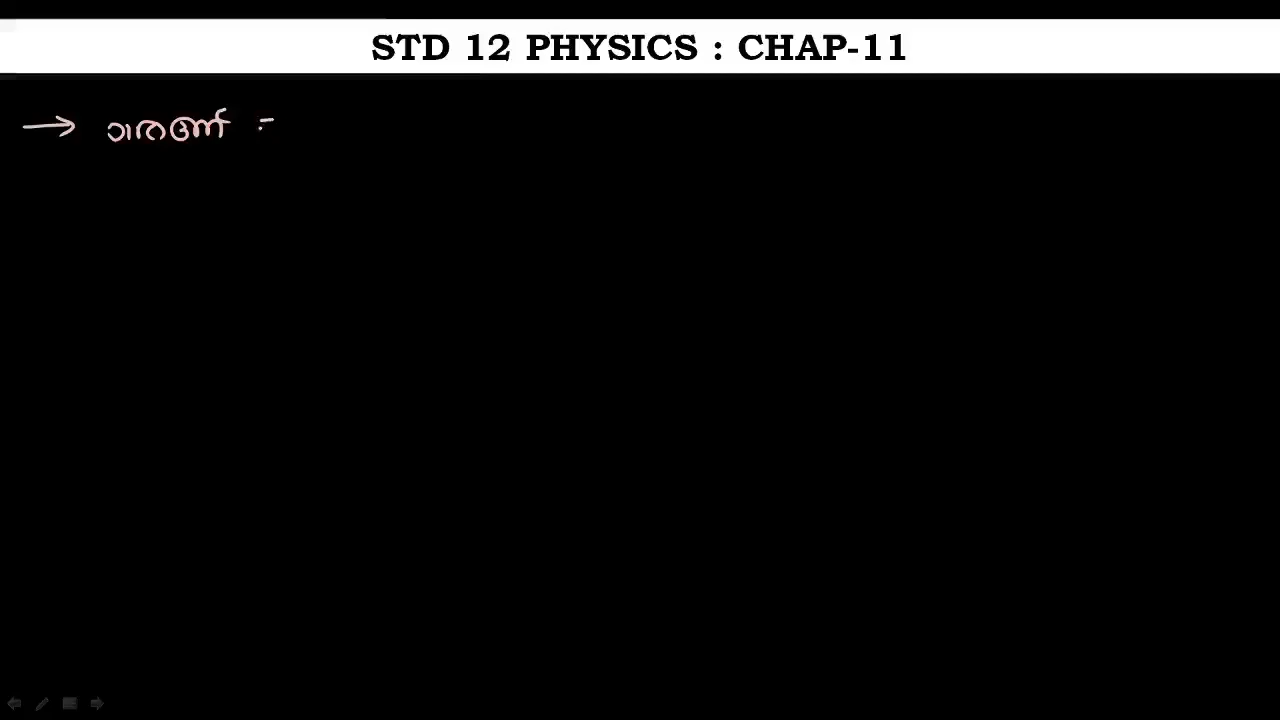 STD 12 PHYSICS : CHAP-11
→